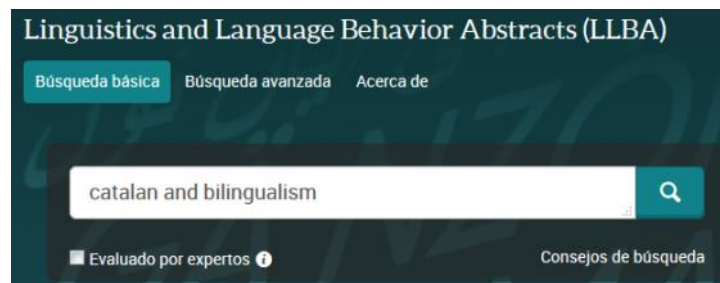 Linguistics and Language Behavior Abstracts (LLBA)
Búsqueda básica Búsqueda avanzada Acerca de
catalan and bilingualism
Evaluado por expertos i Consejos de búsqueda